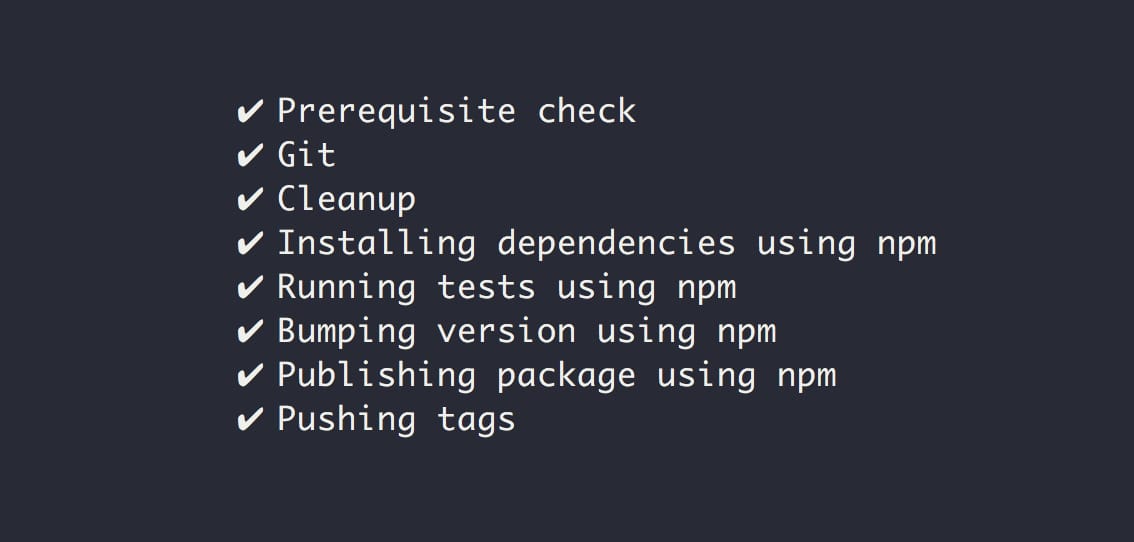 ✔ Prerequisite check
✔ Git
✔ Cleanup
✔ Installing dependencies using npm
✔ Running tests using npm
✔ Bumping version using npm
✔ Publishing package using npm
✔ Pushing tags